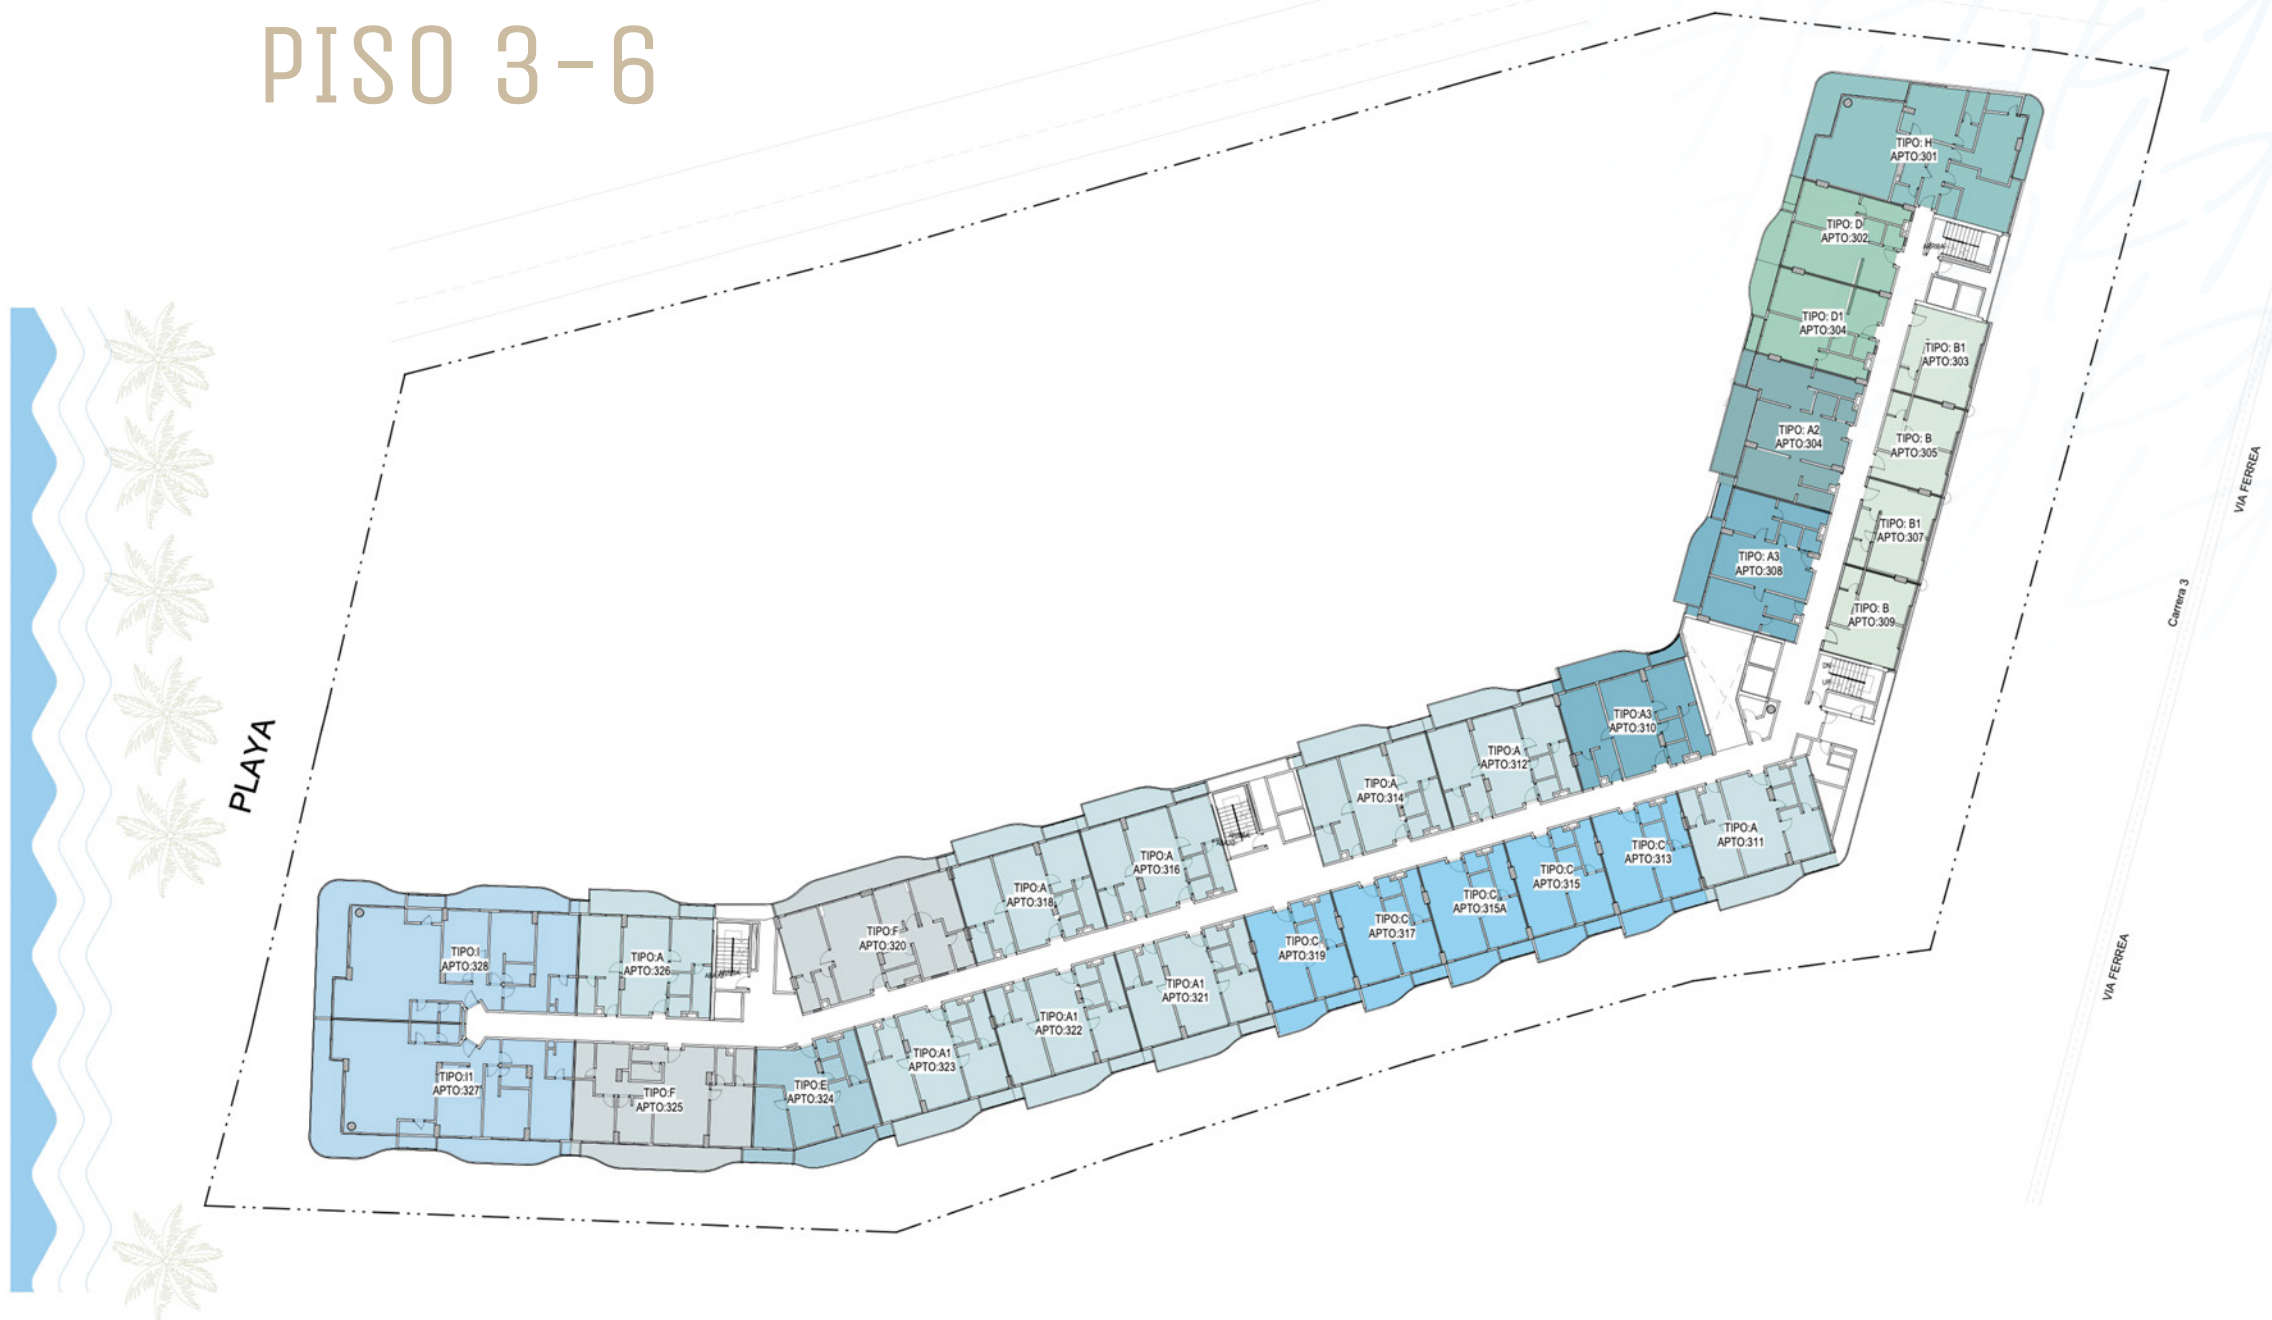 PISO 3-6
TIPO: H
APTO:301
TIPO: D
APTO:302
TIPO: D1
APTO:304
TIPO: B1
APTO:303
TIPO: A2
APTO:304
TIPO: B
APTO:305
TIPO: B1
APTO:307
TIPO: A3
APTO:308
TIPO: B
APTO:309
DN
UP
TIPO:A3
APTO:310
TIPO:A
APTO:312
TIPO:A
APTO:314
TIPO:A
APTO:311
TIPO:C
APTO:313
TIPO:C
APTO:315
TIPO:C
APTO:315A
TIPO:C
APTO:317
TIPO:C
APTO:319
TIPO:A
APTO:316
TIPO:A
APTO:318
TIPO:F
APTO:320
TIPO:A1
APTO:321
TIPO:A1
APTO:322
TIPO:A1
APTO:323
TIPO:E
APTO:324
TIPO:F
APTO:325
TIPO:A
APTO:326
TIPO:I
APTO:328
TIPO:I1
APTO:327
PLAYA
VIA FERREA
Carrera 3
VIA FERREA